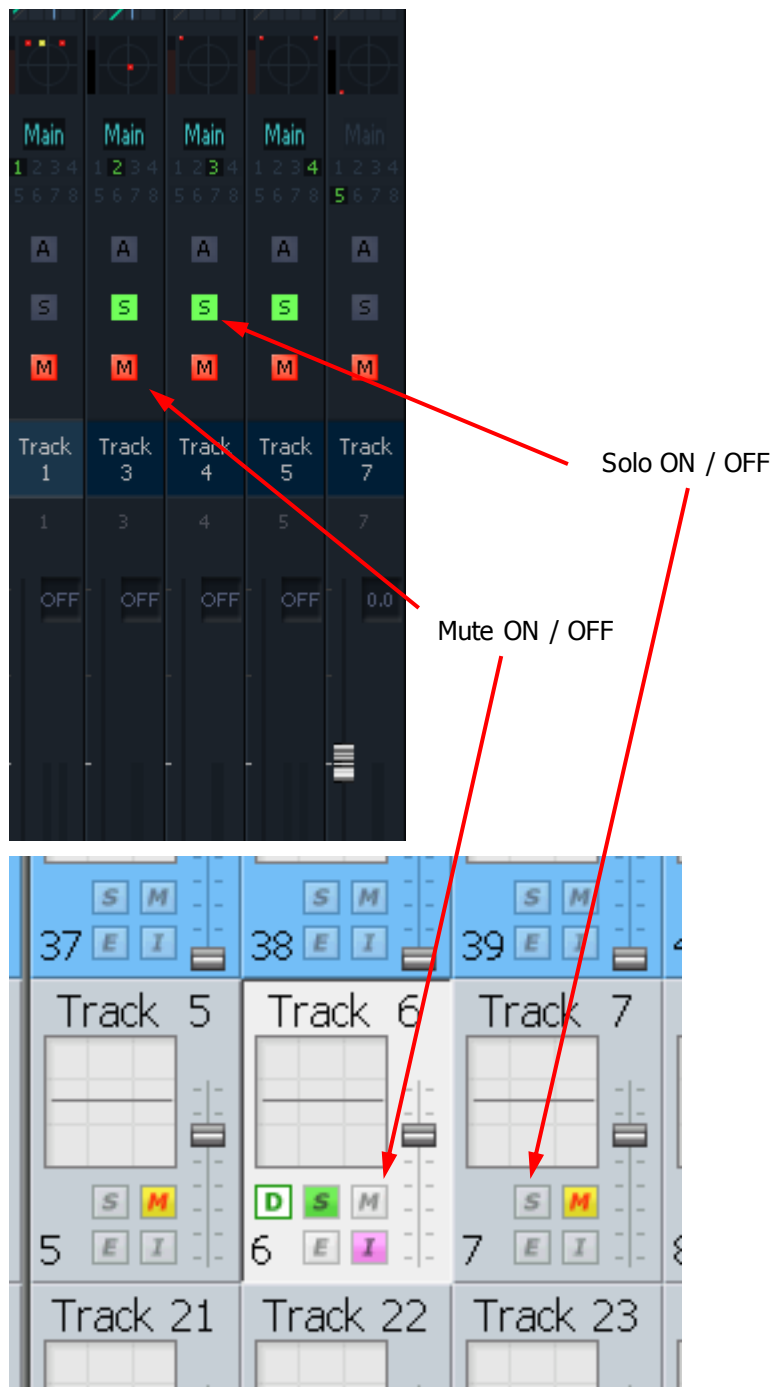 Main Main Main Main Main
1 2 3 4 1 2 3 4 1 2 3 4 1 2 3 4 1 2 3 4
5 6 7 8 5 6 7 8 5 6 7 8 5 6 7 8 5 6 7 8
A A A A A
S S S S S
M M M M M
Track Track Track Track Track
1 3 4 5 7
Solo ON / OFF
1 3 4 5 7
OFF OFF OFF OFF 0.0
Mute ON / OFF
S M S M S M
37 E I 38 E I 39 E I
Track 5 Track 6 Track 7
S M D S M S M
5 E I 6 E I 7 E I
Track 21 Track 22 Track 23